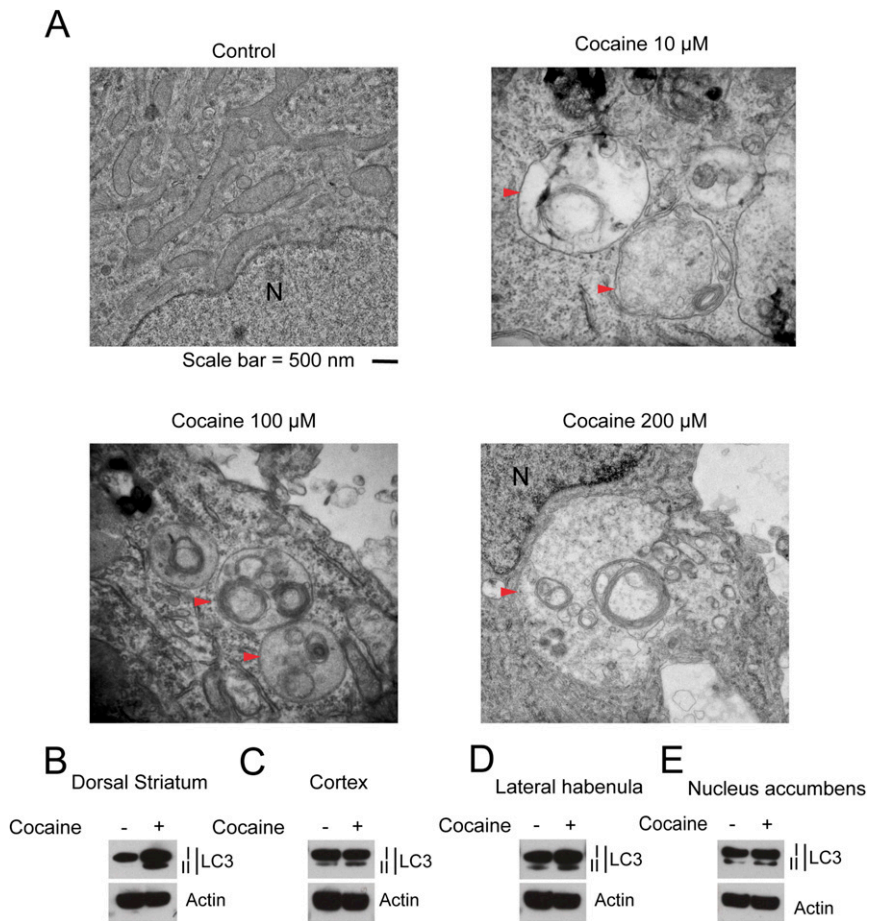 A
Control
Cocaine 10 µM
N
Scale bar = 500 nm
Cocaine 100 µM
Cocaine 200 µM
N
B
Dorsal Striatum
Cocaine - +
I
II
LC3
Actin
C
Cortex
Cocaine - +
I
II
LC3
Actin
D
Lateral habenula
Cocaine - +
I
II
LC3
Actin
E
Nucleus accumbens
Cocaine - +
I
II
LC3
Actin